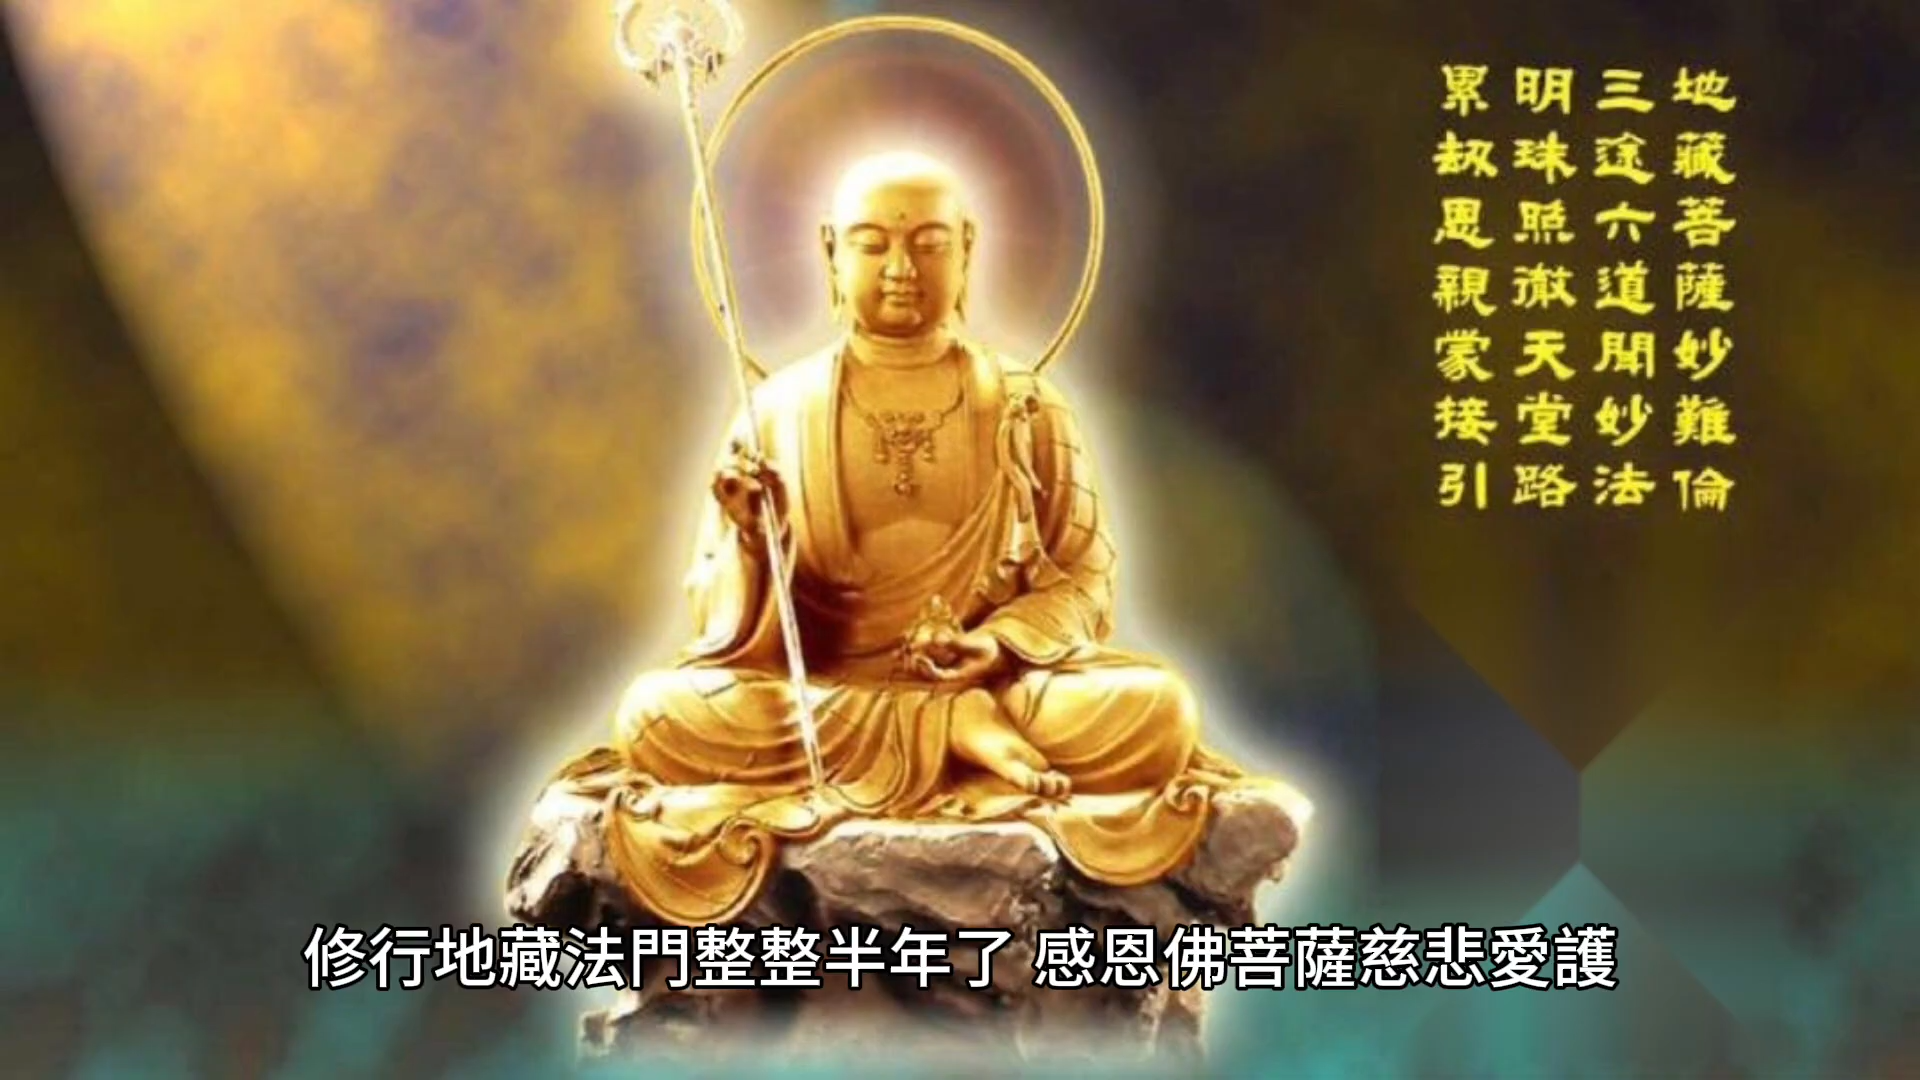 地藏菩薩妙難倫
三途六道聞妙法
明珠照徹天堂路
累劫恩親蒙接引
修行地藏法門整整半年了 感恩佛菩薩慈悲愛護